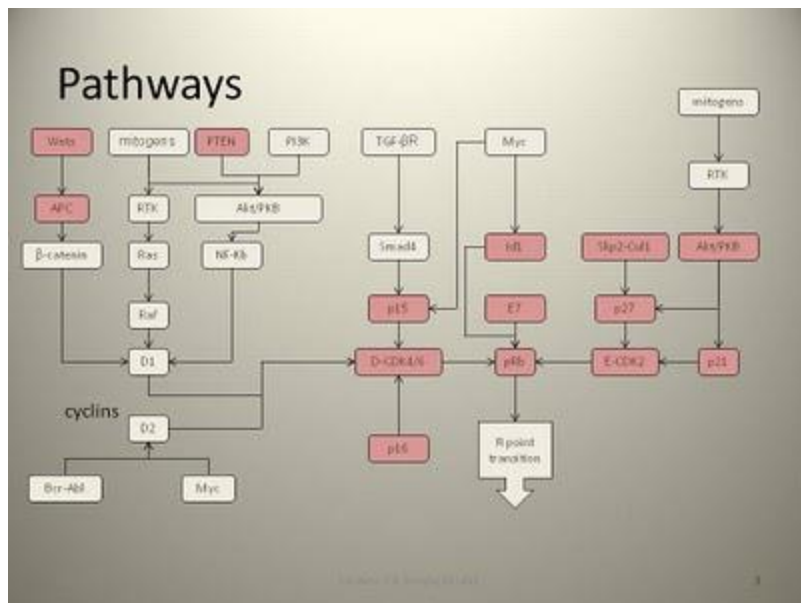 Pathways
mitogens
Wnts
mitogens
PTEN
PI3K
TGF-βR
Myc
RTK
APC
RTK
Akt/PKB
β-catenin
Ras
NF-Kb
Smad4
Id1
Skp2-Cul1
Akt/PKB
Raf
p15
E7
p27
D1
D-CDK4/6
pRb
E-CDK2
p21
cyclins
D2
p16
R point
transition
Bcr-Abl
Myc
3